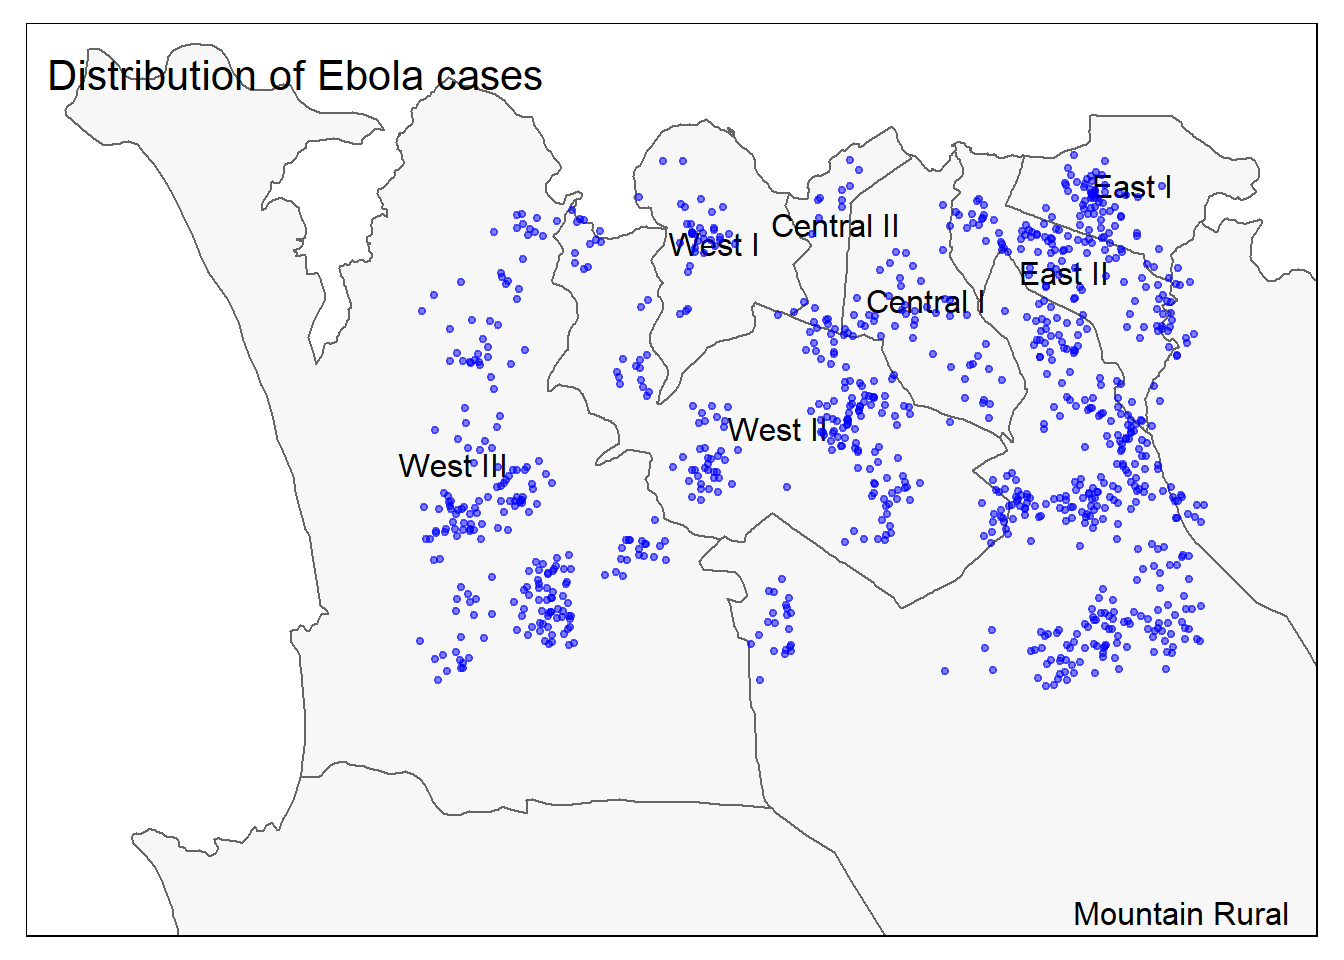 Distribution of Ebola cases
East I
Central II
West I
East II
Central I
West II
West III
Mountain Rural